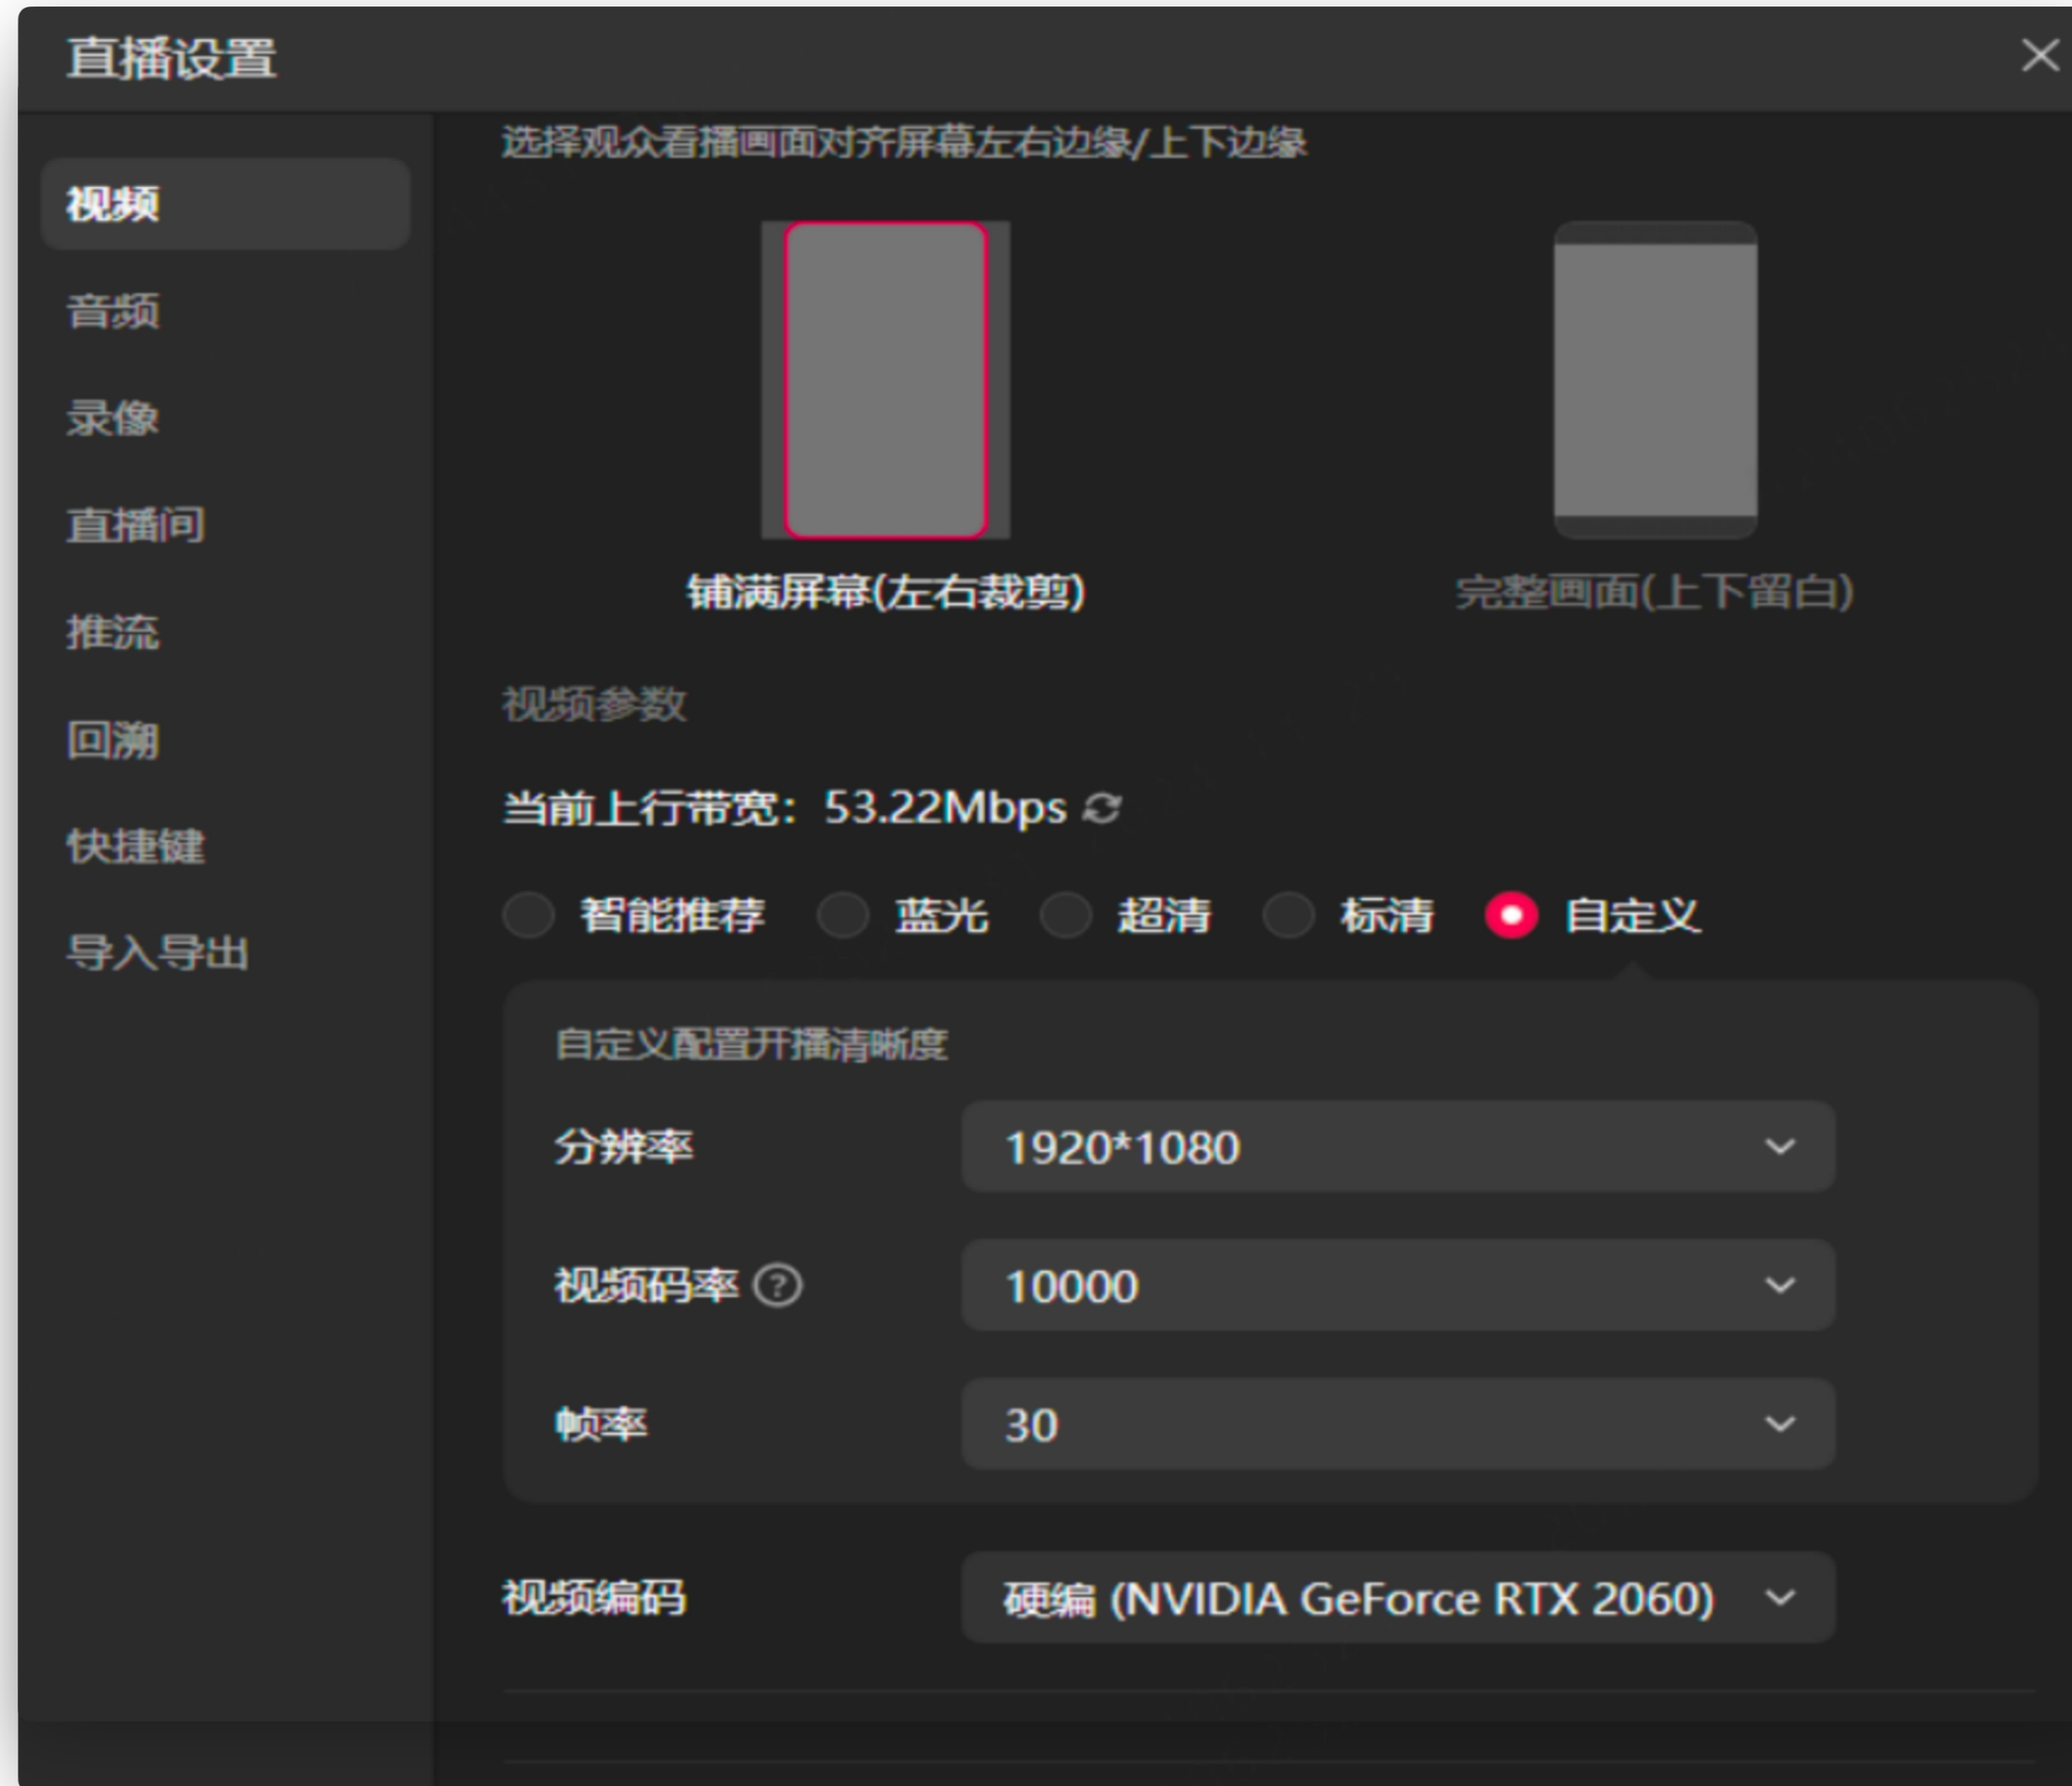 直播设置
视频
音频
录像
直播间
推流
回溯
快捷键
导入导出
选择观众看播画面对齐屏幕左右边缘/上下边缘
铺满屏幕(左右裁剪)
完整画面(上下留白)
视频参数
当前上行带宽：53.22Mbps
智能推荐 蓝光 超清 标清 自定义
自定义配置开播清晰度
分辨率 1920*1080
视频码率 ? 10000
帧率 30
视频编码 硬编 (NVIDIA GeForce RTX 2060)